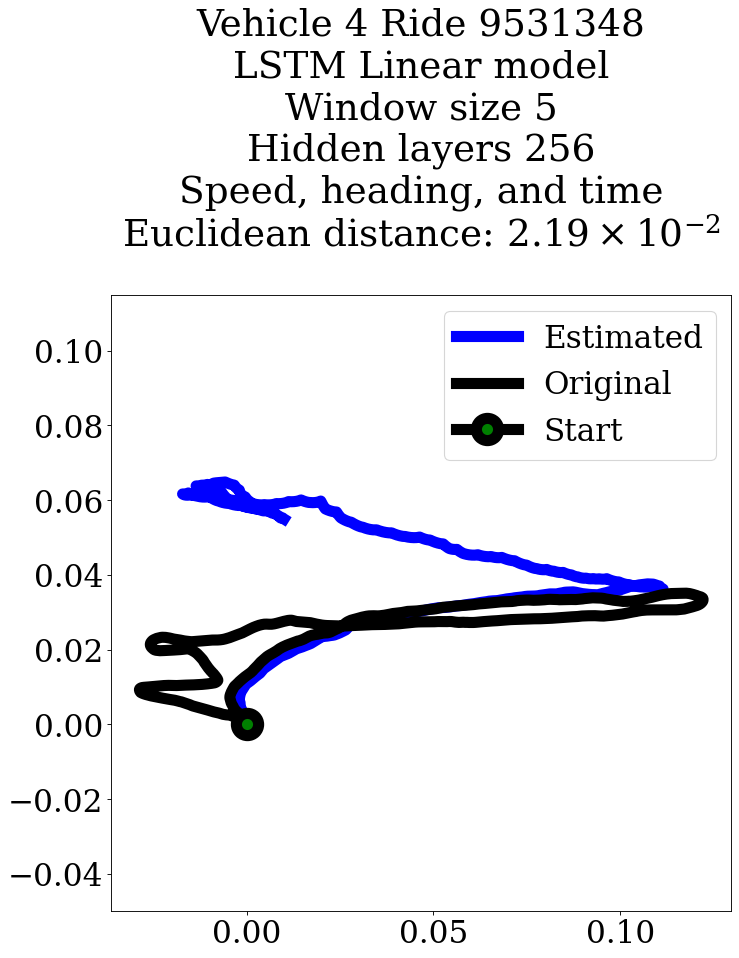 Vehicle 4 Ride 9531348
LSTM Linear model
Window size 5
Hidden layers 256
Speed, heading, and time
Euclidean distance: 2.19 × 10⁻²
Estimated
Original
Start
0.10
0.08
0.06
0.04
0.02
0.00
−0.02
−0.04
0.00 0.05 0.10